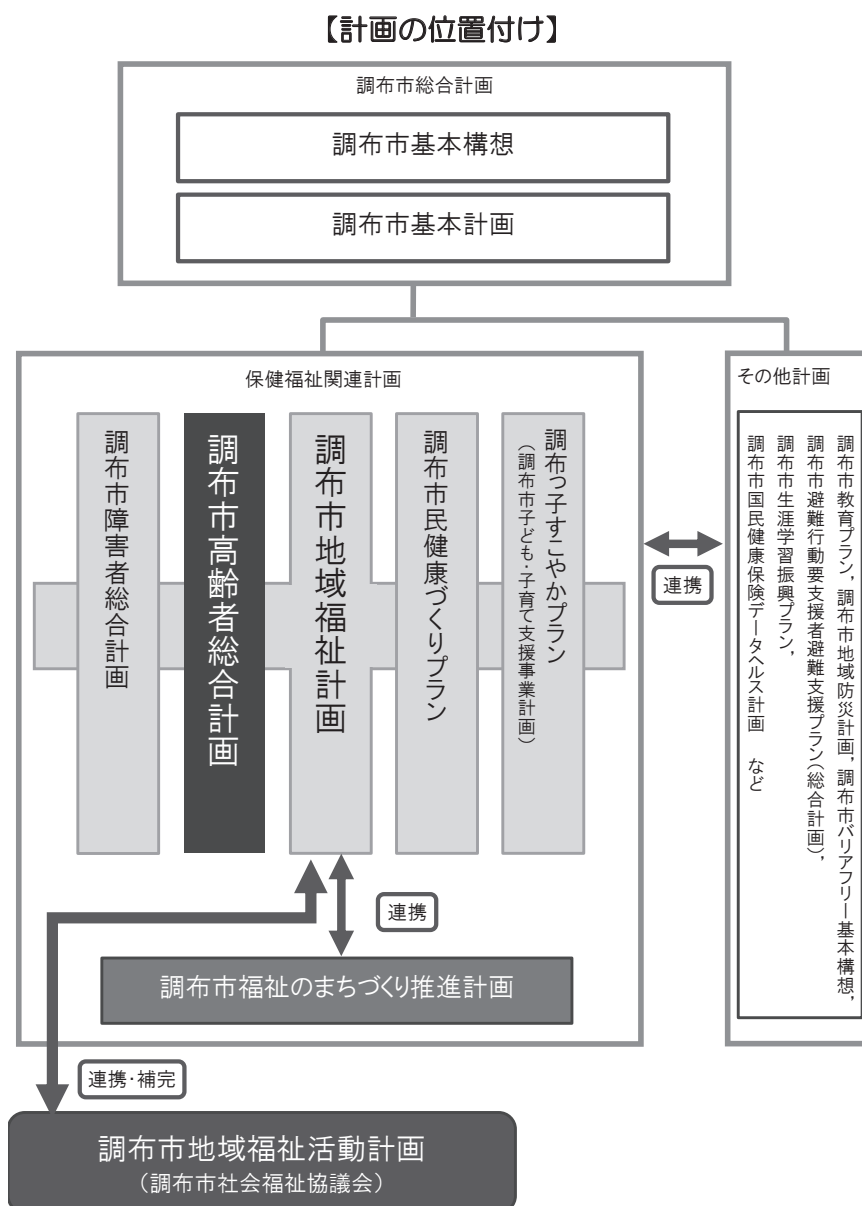 【計画の位置付け】
調布市総合計画
調布市基本構想
調布市基本計画
保健福祉関連計画
調布市障害者総合計画
調布市高齢者総合計画
調布市地域福祉計画
調布市民健康づくりプラン
調布っ子すこやかプラン
（調布市子ども・子育て支援事業計画）
連携
調布市福祉のまちづくり推進計画
連携
その他計画
調布市教育プラン，調布市地域防災計画，調布市バリアフリー基本構想，
調布市避難行動要支援者避難支援プラン（総合計画），
調布市生涯学習振興プラン，
調布市国民健康保険データヘルス計画　など
連携・補完
調布市地域福祉活動計画
（調布市社会福祉協議会）